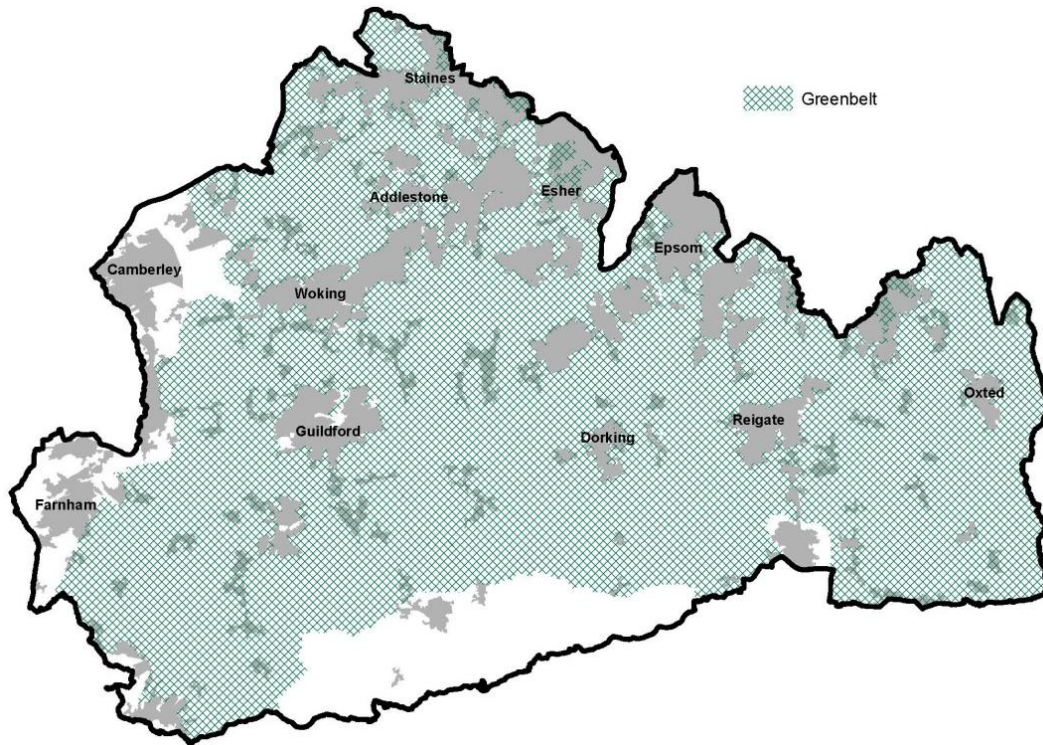 Staines
Greenbelt
Addlestone
Esher
Epsom
Camberley
Woking
Oxted
Guildford
Dorking
Reigate
Farnham